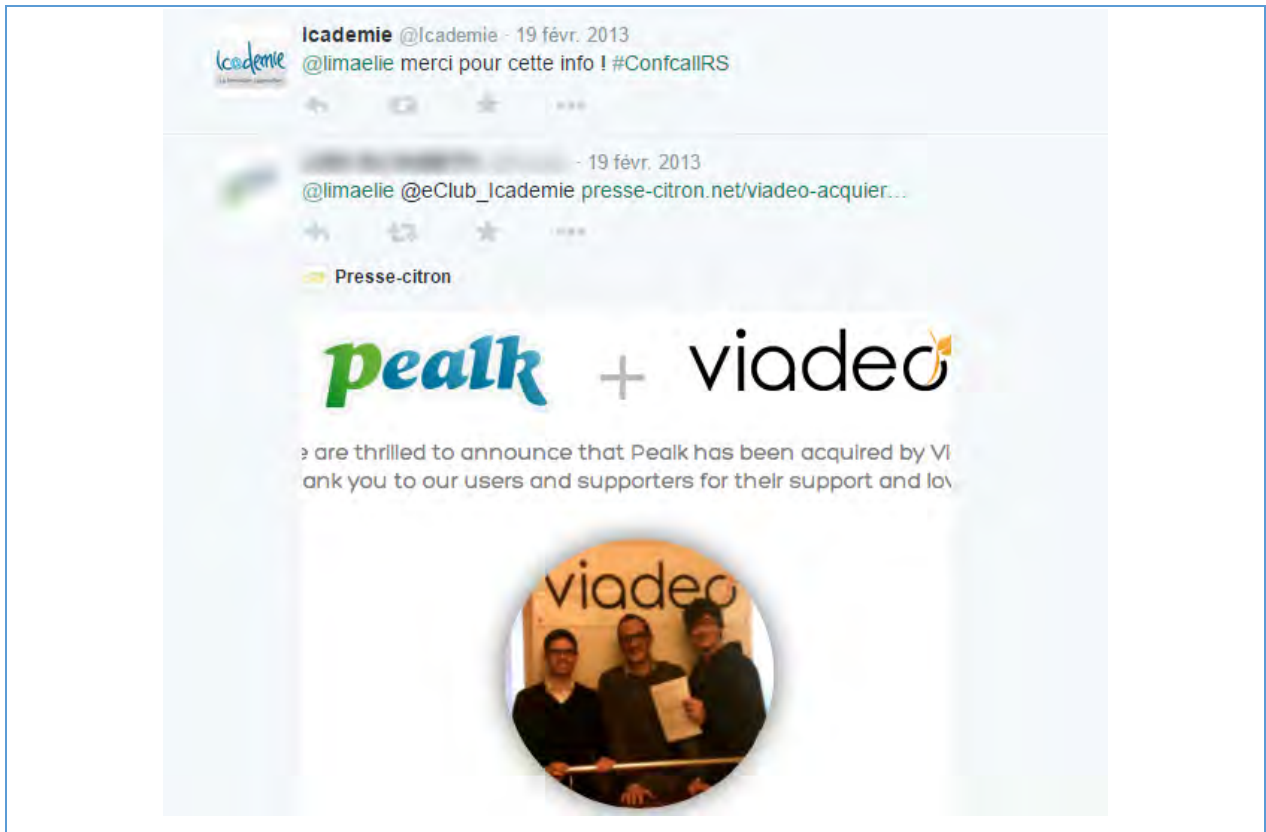 Icademie @Icademie · 19 févr. 2013
Icademie
@limaelie merci pour cette info ! #ConfcallRS
· 19 févr. 2013
@limaelie @eClub_Icademie presse-citron.net/viadeo-acquier...
Presse-citron
pealk + viadeo
e are thrilled to announce that Pealk has been acquired by Vi
ank you to our users and supporters for their support and lov
viadeo